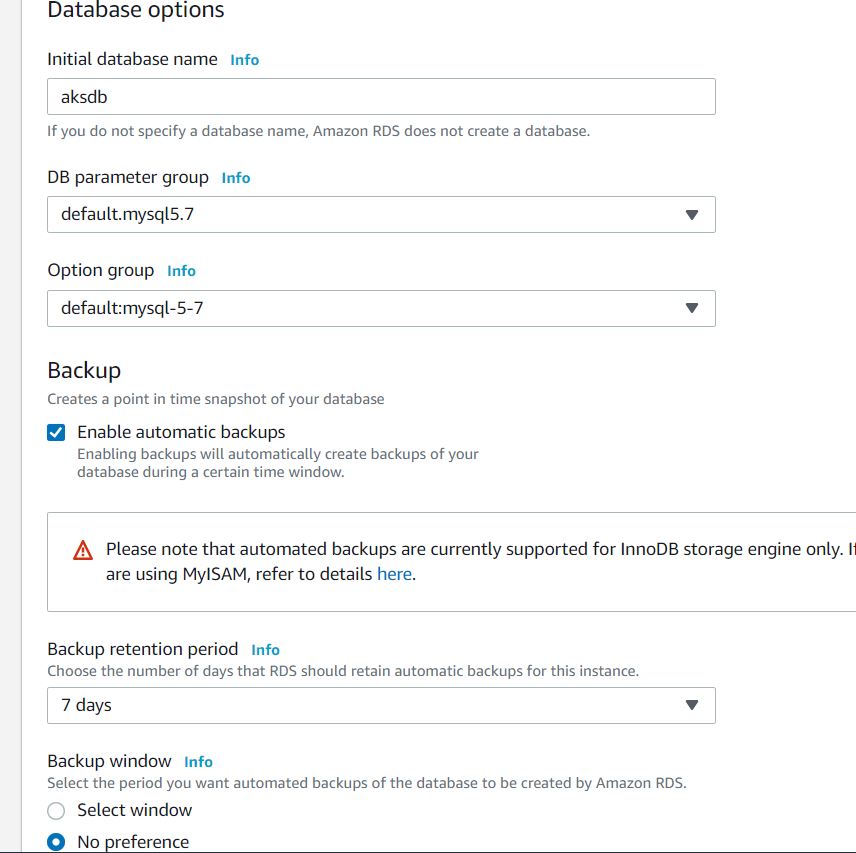 Database options
Initial database name Info
aksdb
If you do not specify a database name, Amazon RDS does not create a database.
DB parameter group Info
default.mysql5.7
Option group Info
default:mysql-5-7
Backup
Creates a point in time snapshot of your database
Enable automatic backups
Enabling backups will automatically create backups of your
database during a certain time window.
Please note that automated backups are currently supported for InnoDB storage engine only. If
are using MyISAM, refer to details here.
Backup retention period Info
Choose the number of days that RDS should retain automatic backups for this instance.
7 days
Backup window Info
Select the period you want automated backups of the database to be created by Amazon RDS.
Select window
No preference